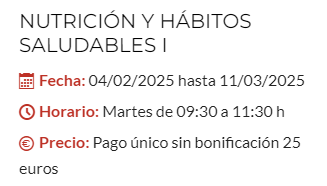 NUTRICIÓN Y HÁBITOS
SALUDABLES I
Fecha: 04/02/2025 hasta 11/03/2025
Horario: Martes de 09:30 a 11:30 h
Precio: Pago único sin bonificación 25
euros